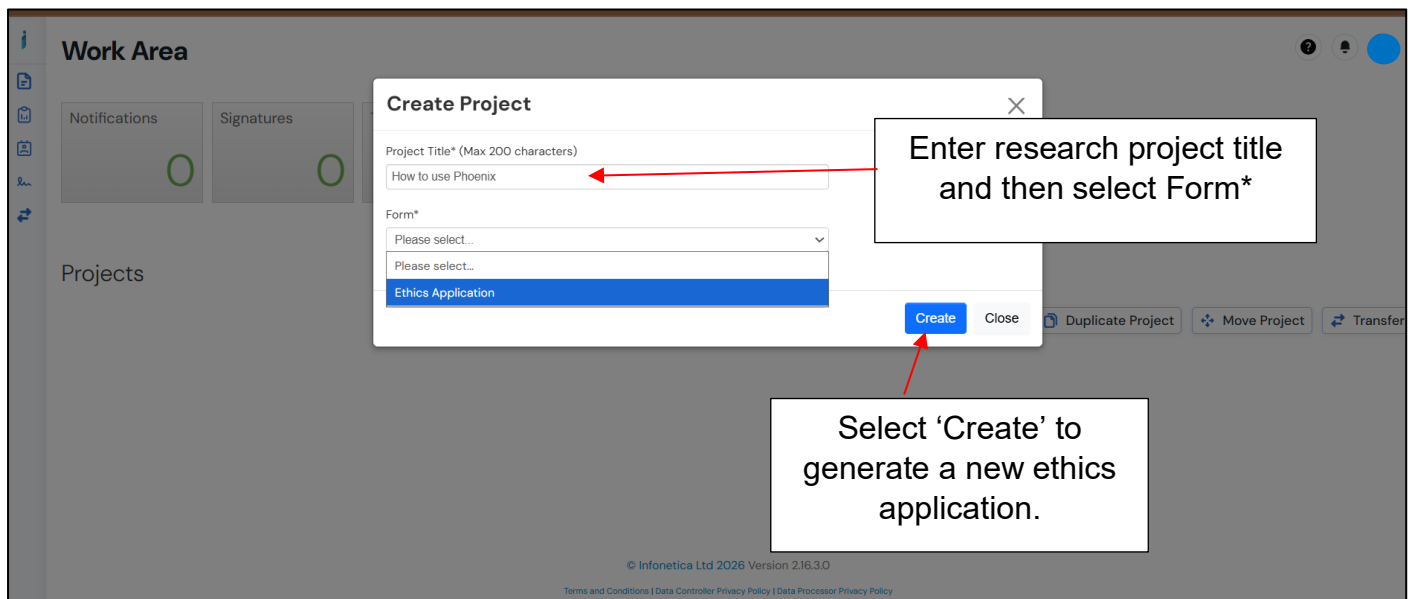 Work Area
Notifications
0
Signatures
0
Create Project
Project Title* (Max 200 characters)
How to use Phoenix
Form*
Please select...
Please select...
Ethics Application
Create
Close
Enter research project title
and then select Form*
Projects
Duplicate Project
Move Project
Transfer
Select ‘Create’ to
generate a new ethics
application.
© Infonetica Ltd 2026 Version 2.16.3.0
Terms and Conditions | Data Controller Privacy Policy | Data Processor Privacy Policy